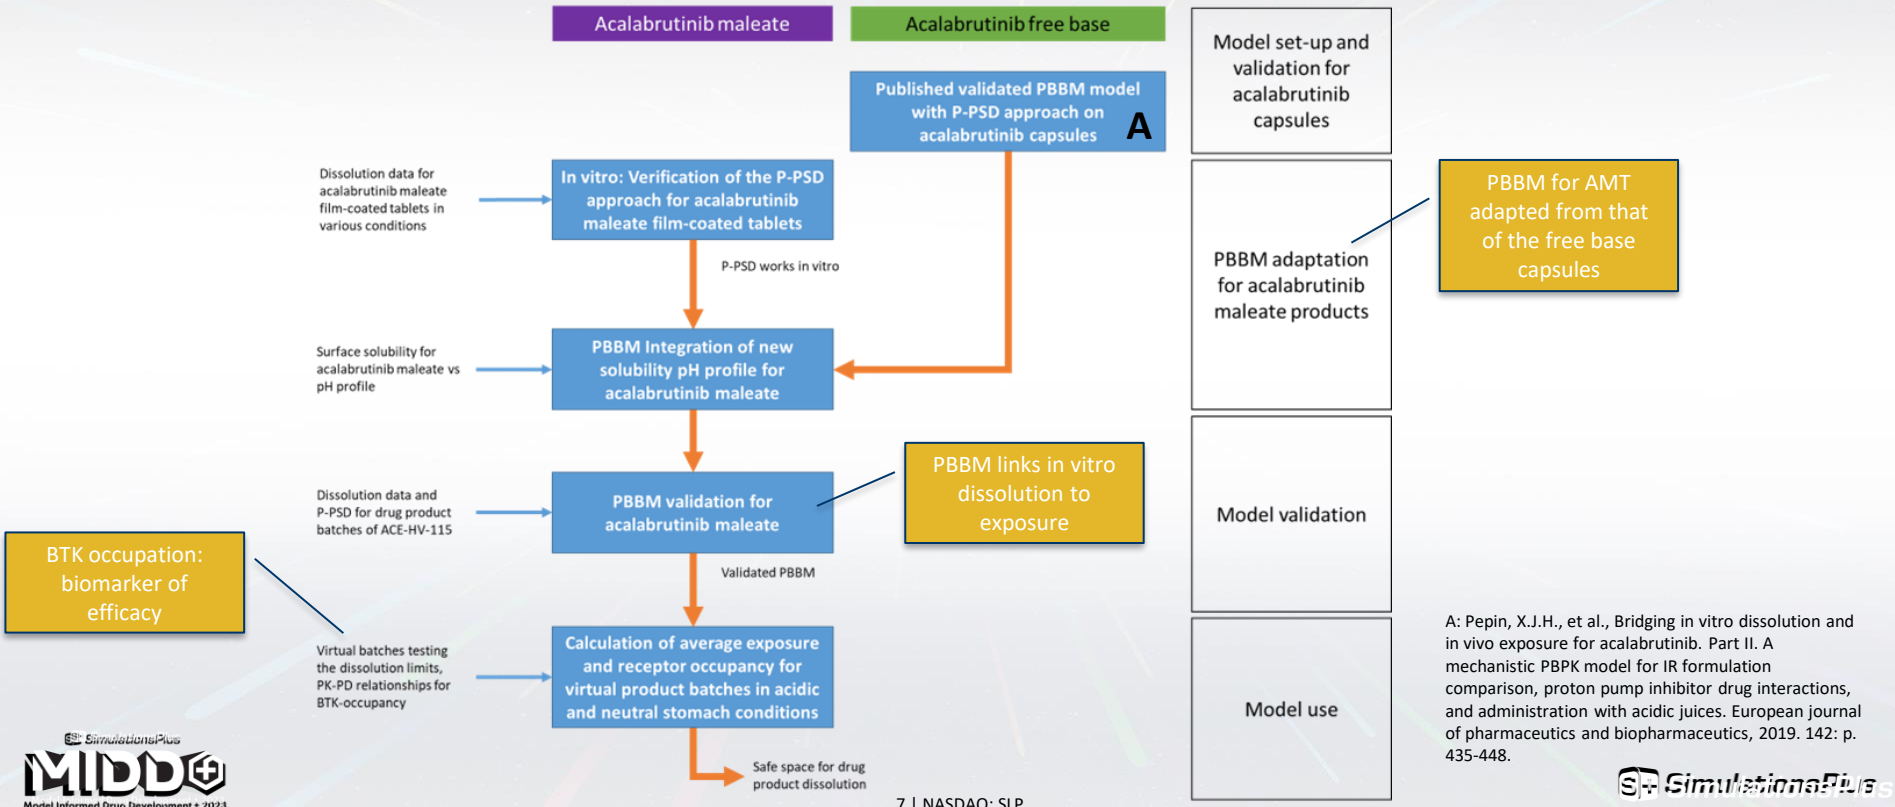 Acalabrutinib maleate
Acalabrutinib free base
Model set-up and
validation for
acalabrutinib
capsules
Published validated PBBM model
with P-PSD approach on
acalabrutinib capsules
A
Dissolution data for
acalabrutinib maleate
film-coated tablets in
various conditions
In vitro: Verification of the P-PSD
approach for acalabrutinib
maleate film-coated tablets
PBBM for AMT
adapted from that
of the free base
capsules
P-PSD works in vitro
PBBM adaptation
for acalabrutinib
maleate products
Surface solubility for
acalabrutinib maleate vs
pH profile
PBBM Integration of new
solubility pH profile for
acalabrutinib maleate
PBBM links in vitro
dissolution to
exposure
Dissolution data and
P-PSD for drug product
batches of ACE-HV-115
PBBM validation for
acalabrutinib maleate
Model validation
BTK occupation:
biomarker of
efficacy
Validated PBBM
Virtual batches testing
the dissolution limits,
PK-PD relationships for
BTK-occupancy
Calculation of average exposure
and receptor occupancy for
virtual product batches in acidic
and neutral stomach conditions
Model use
A: Pepin, X.J.H., et al., Bridging in vitro dissolution and
in vivo exposure for acalabrutinib. Part II. A
mechanistic PBPK model for IR formulation
comparison, proton pump inhibitor drug interactions,
and administration with acidic juices. European journal
of pharmaceutics and biopharmaceutics, 2019. 142: p.
435-448.
Safe space for drug
product dissolution
S+ SimulationsPlus
MIDD+
Model Informed Drug Development + 2023
7 | NASDAQ: SLP
S+ SimulationsPlus